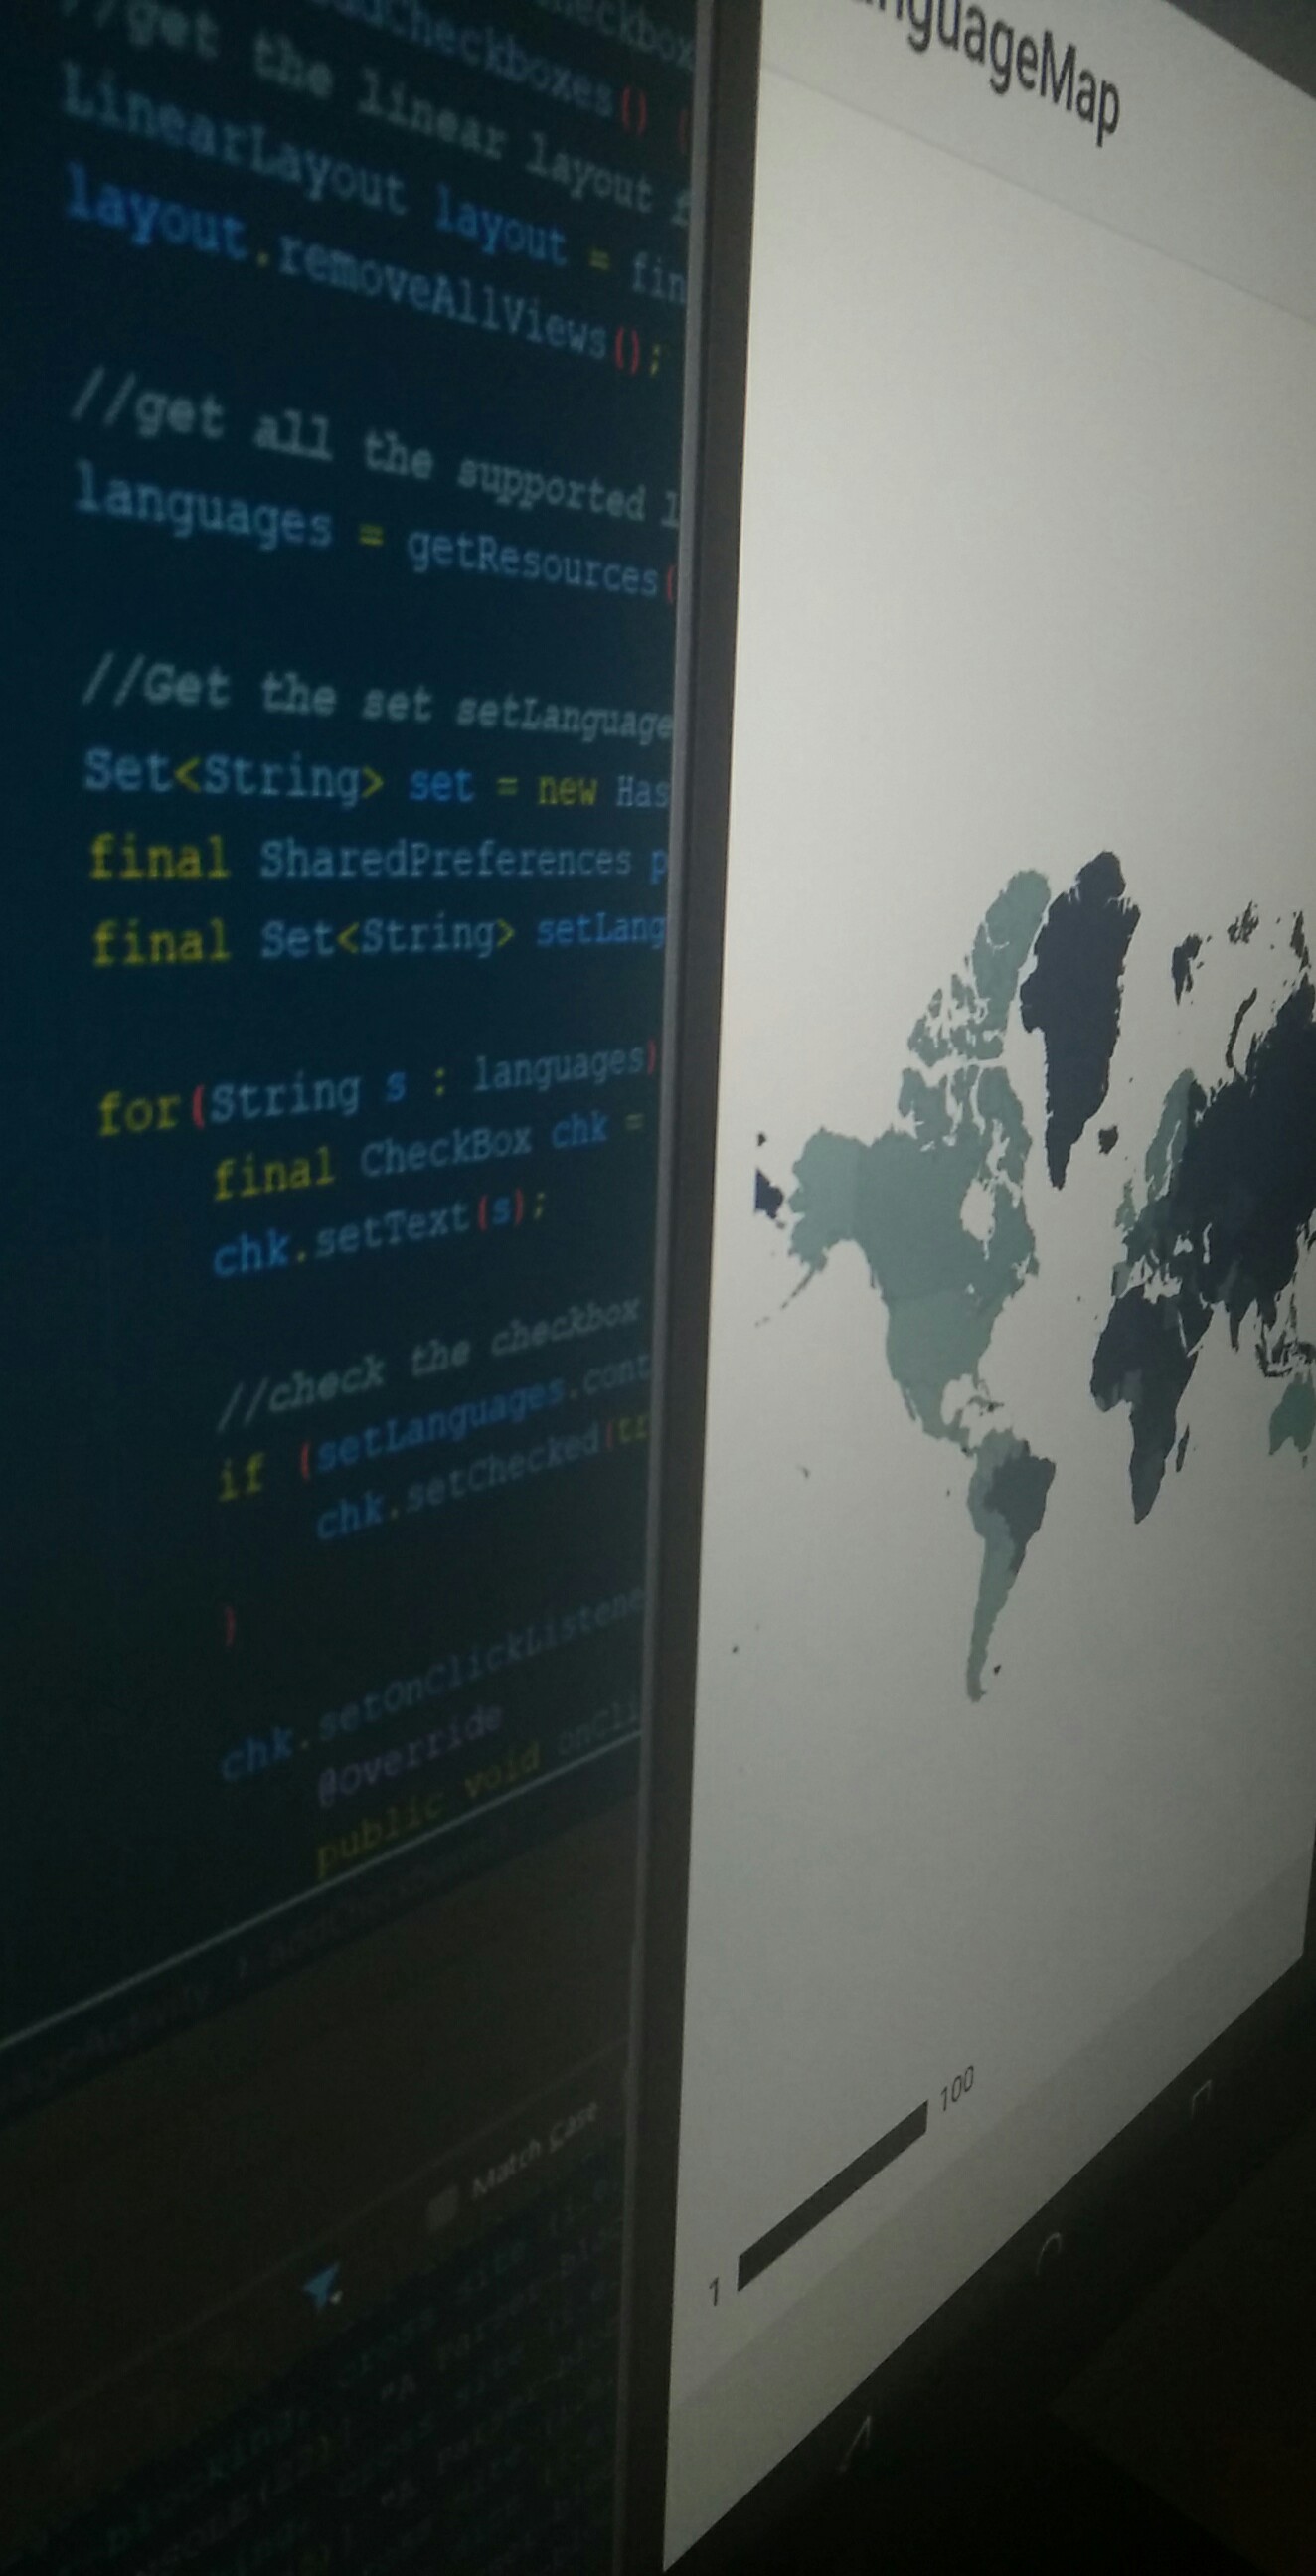 heckbox
dCheckboxes() {
//get the linear layout f
LinearLayout layout = fin
layout.removeAllViews();
//get all the supported l
languages = getResources(
//Get the set setLanguage
Set<String> set = new Has
final SharedPreferences p
final Set<String> setLang
for(String s : languages)
final CheckBox chk =
chk.setText(s);
//check the checkbox
if (setLanguages.cont
chk.setChecked(tr
}
chk.setOnClickListene
@Override
public void onCli
Match Case
nguageMap
100
1